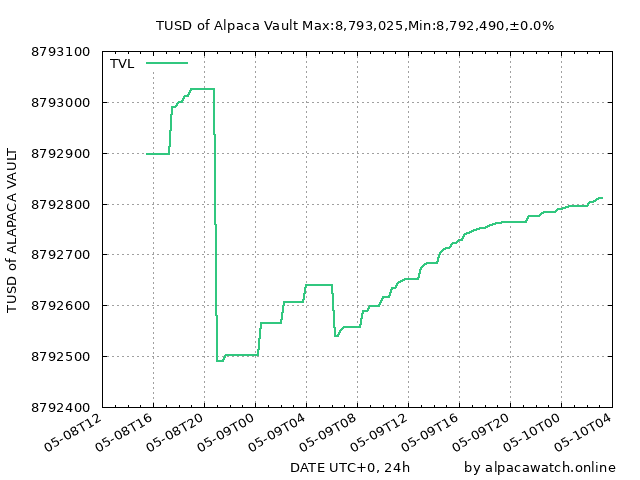 TUSD of Alpaca Vault Max:8,793,025,Min:8,792,490,±0.0%
TVL
8793100
8793000
8792900
8792800
8792700
8792600
8792500
8792400
TUSD of ALAPACA VAULT
05-08T12
05-08T16
05-08T20
05-09T00
05-09T04
05-09T08
05-09T12
05-09T16
05-09T20
05-10T00
05-10T04
DATE UTC+0, 24h
by alpacawatch.online